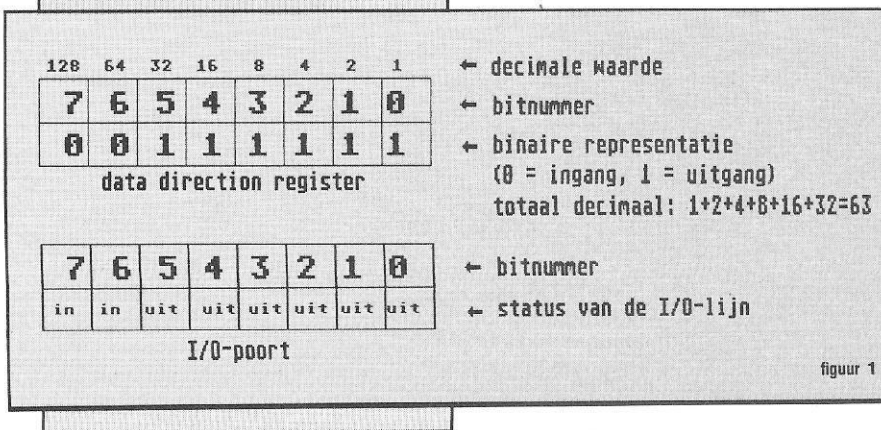 128 64 32 16 8 4 2 1 ← decimale waarde
7 6 5 4 3 2 1 0 ← bitnummer
0 0 1 1 1 1 1 1 ← binaire representatie
(0 = ingang, 1 = uitgang)
data direction register
totaal decimaal: 1+2+4+8+16+32=63
7 6 5 4 3 2 1 0 ← bitnummer
in in uit uit uit uit uit uit ← status van de I/O-lijn
I/O-poort
figuur 1